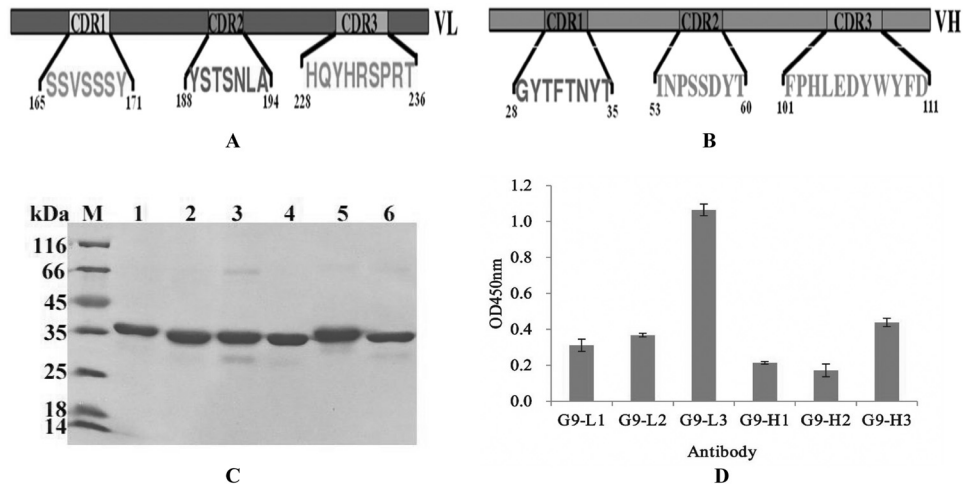 CDR1 CDR2 CDR3 VL
SSVSSSY YSTSNLA HQYHRSPRT
165 171 188 194 228 236
A
CDR1 CDR2 CDR3 VH
GYTFTNYT INPSSDYT FPHLEDYWYFD
28 35 53 60 101 111
B
kDa M 1 2 3 4 5 6
116
66
45
35
25
18
14
C
1.2
1.0
0.8
0.6
0.4
0.2
0.0
OD450nm
G9-L1 G9-L2 G9-L3 G9-H1 G9-H2 G9-H3
Antibody
D